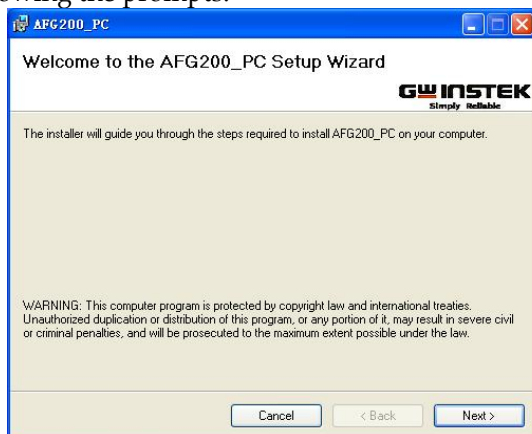 owing the prompts.
AFG200_PC
Welcome to the AFG200_PC Setup Wizard
GWINSTEK
Simply Reliable
The installer will guide you through the steps required to install AFG200_PC on your computer.
WARNING: This computer program is protected by copyright law and international treaties.
Unauthorized duplication or distribution of this program, or any portion of it, may result in severe civil
or criminal penalties, and will be prosecuted to the maximum extent possible under the law.
Cancel
< Back
Next >